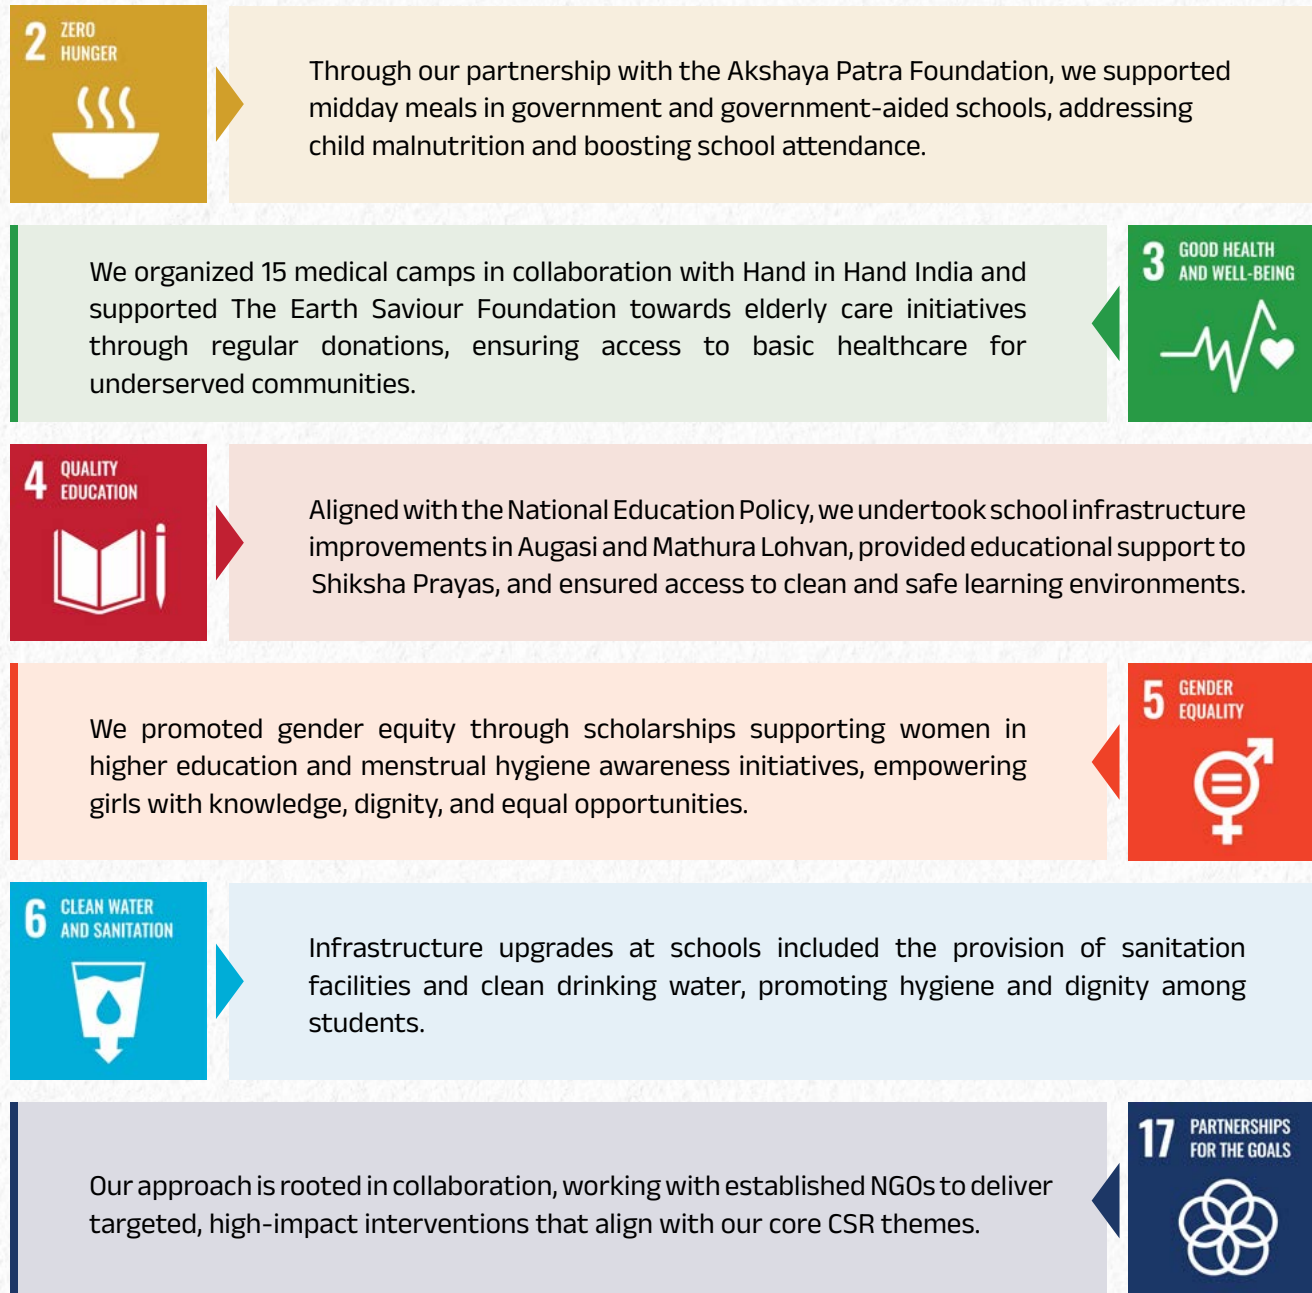 2 ZERO
HUNGER
Through our partnership with the Akshaya Patra Foundation, we supported
midday meals in government and government-aided schools, addressing
child malnutrition and boosting school attendance.
We organized 15 medical camps in collaboration with Hand in Hand India and
supported The Earth Saviour Foundation towards elderly care initiatives
through regular donations, ensuring access to basic healthcare for
underserved communities.
3 GOOD HEALTH
AND WELL-BEING
4 QUALITY
EDUCATION
Aligned with the National Education Policy, we undertook school infrastructure
improvements in Augasi and Mathura Lohvan, provided educational support to
Shiksha Prayas, and ensured access to clean and safe learning environments.
We promoted gender equity through scholarships supporting women in
higher education and menstrual hygiene awareness initiatives, empowering
girls with knowledge, dignity, and equal opportunities.
5 GENDER
EQUALITY
6 CLEAN WATER
AND SANITATION
Infrastructure upgrades at schools included the provision of sanitation
facilities and clean drinking water, promoting hygiene and dignity among
students.
Our approach is rooted in collaboration, working with established NGOs to deliver
targeted, high-impact interventions that align with our core CSR themes.
17 PARTNERSHIPS
FOR THE GOALS